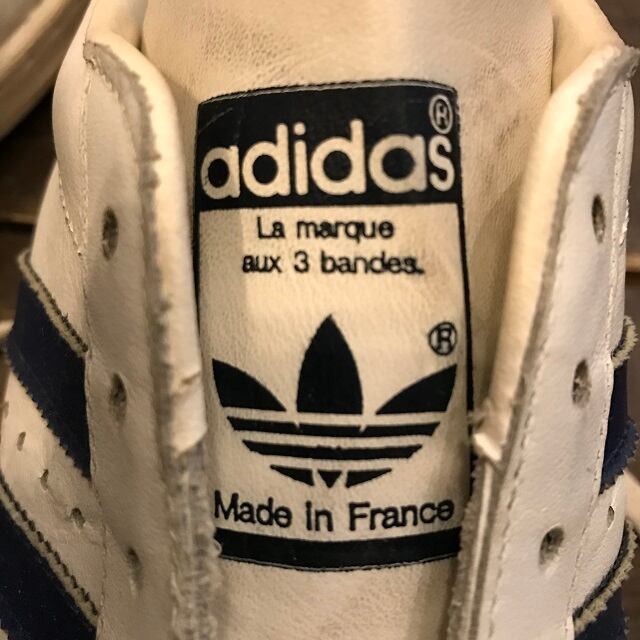 adidas®
La marque
aux 3 bandes.
®
Made in France